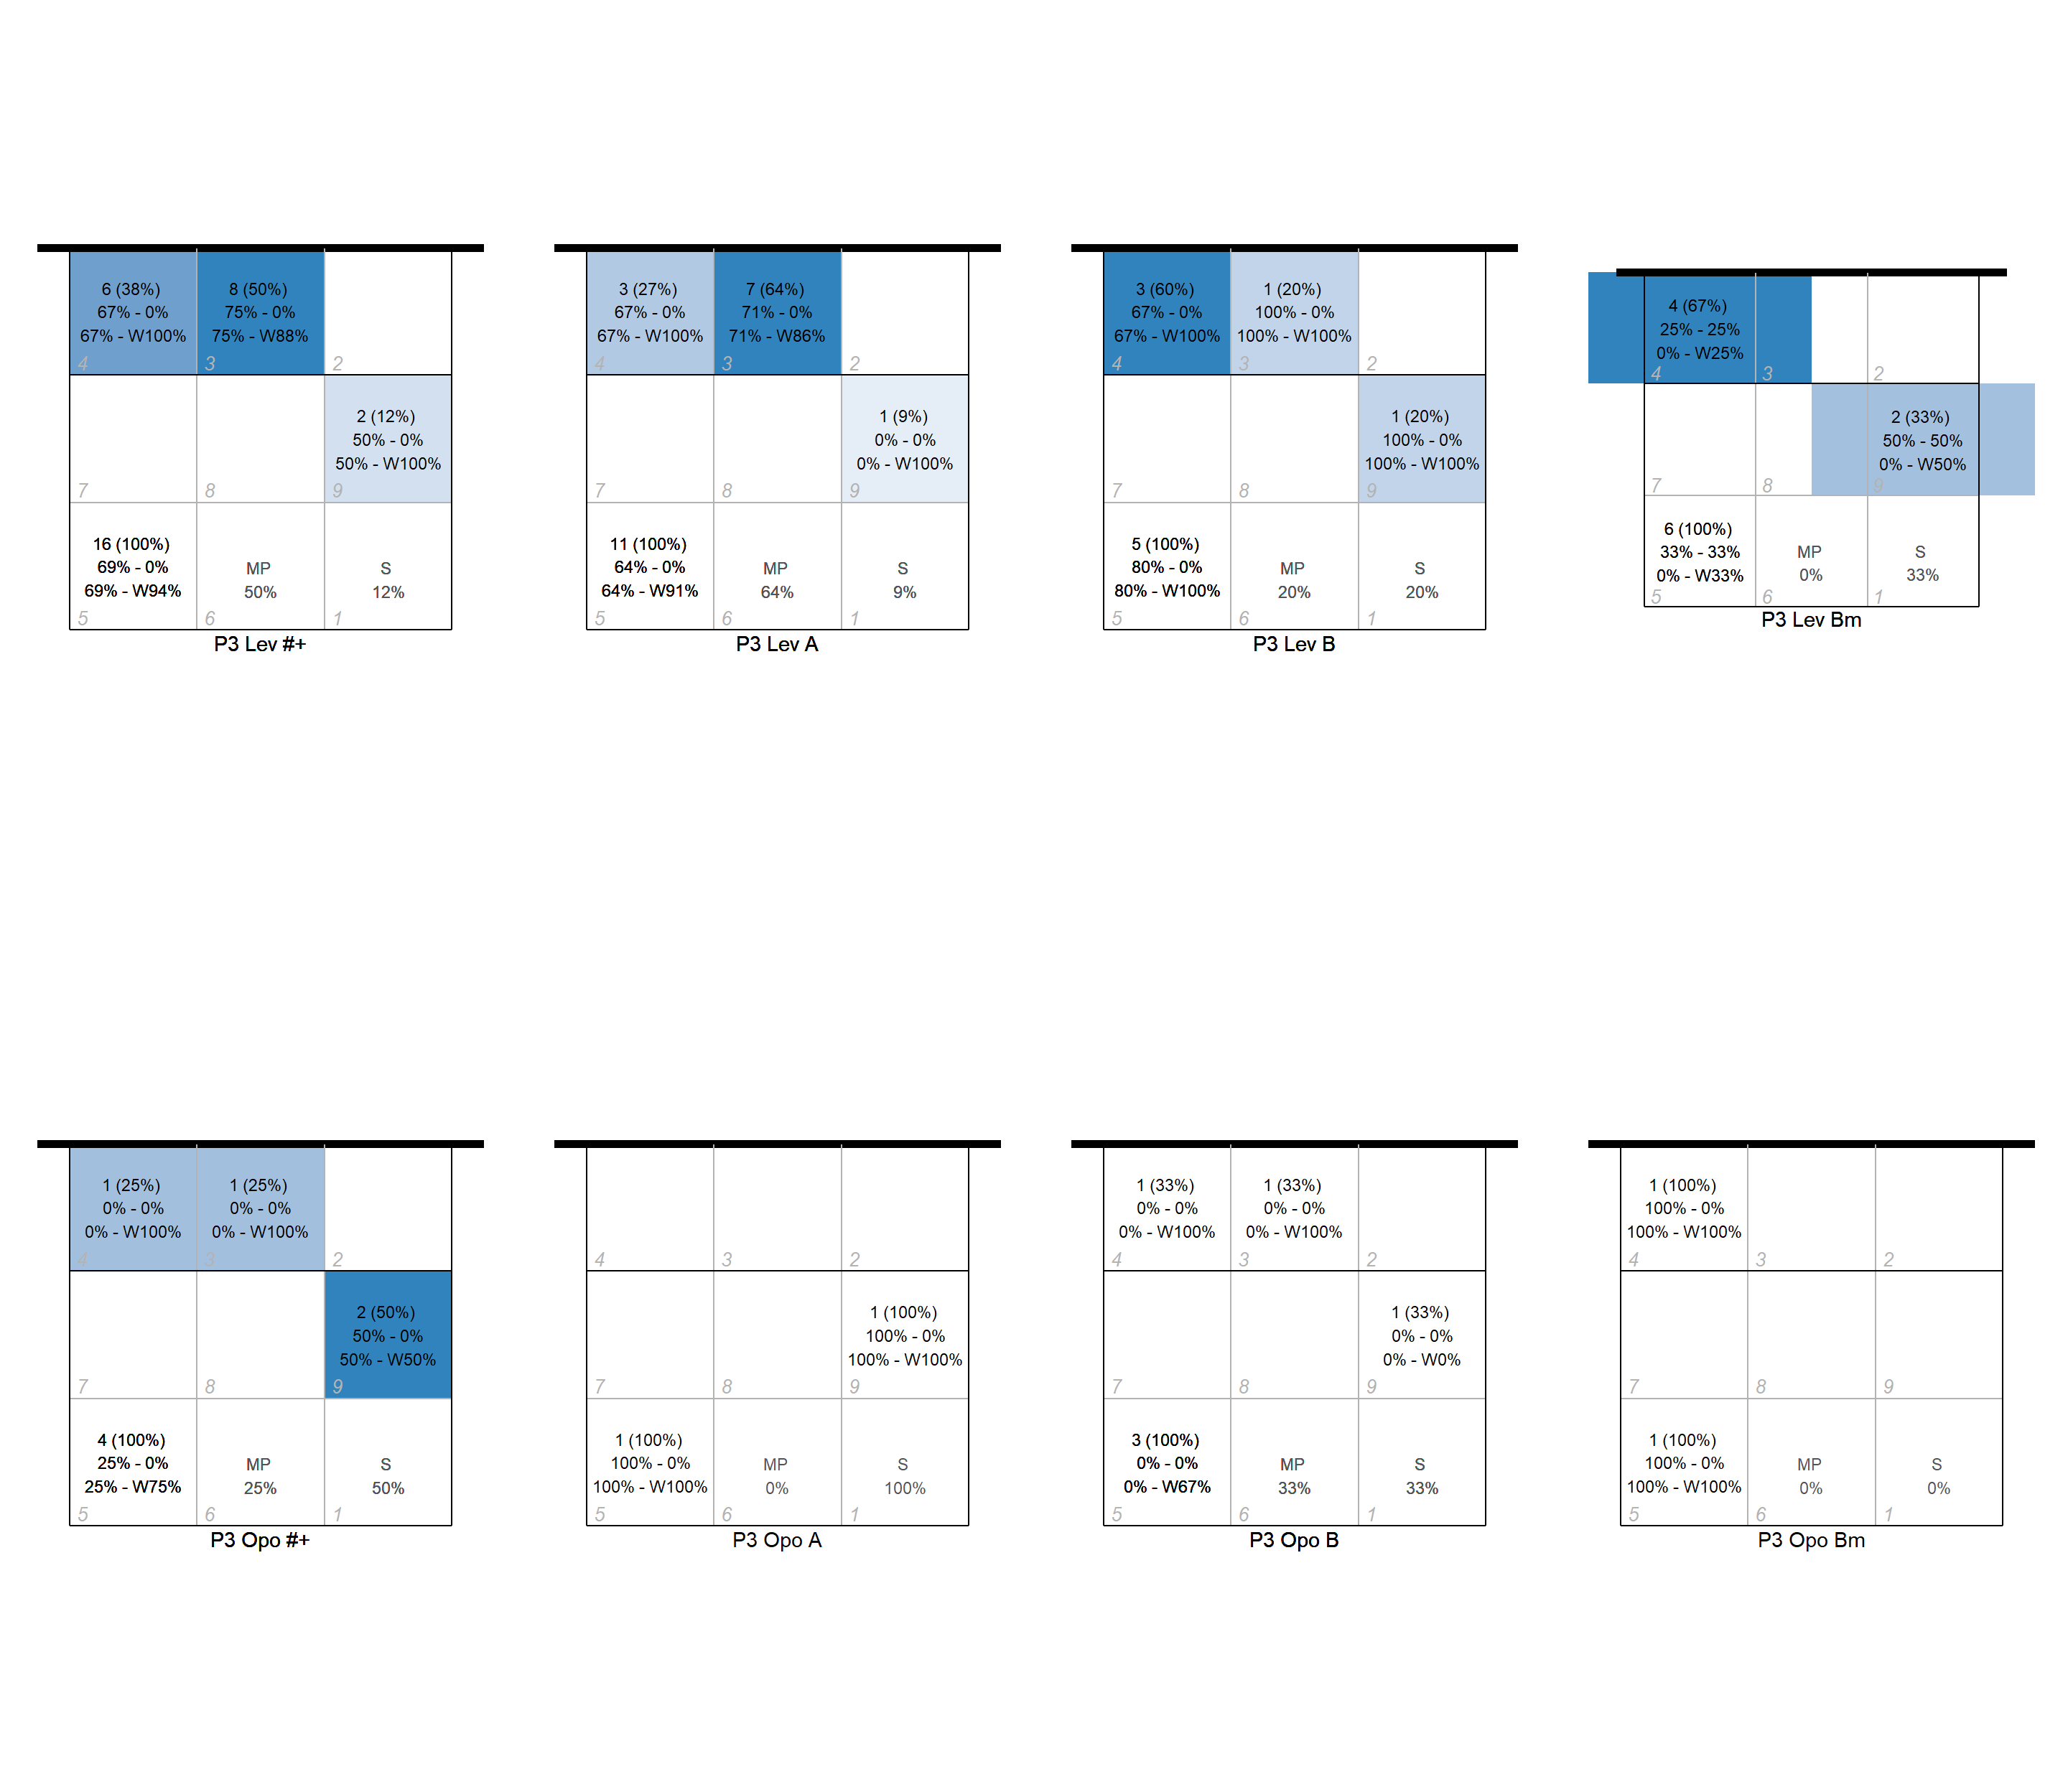 6 (38%)
67% - 0%
67% - W100%
4
8 (50%)
75% - 0%
75% - W88%
3
2
7
8
2 (12%)
50% - 0%
50% - W100%
9
16 (100%)
69% - 0%
69% - W94%
5
MP
50%
6
S
12%
1
P3 Lev #+
3 (27%)
67% - 0%
67% - W100%
4
7 (64%)
71% - 0%
71% - W86%
3
2
7
8
1 (9%)
0% - 0%
0% - W100%
9
11 (100%)
64% - 0%
64% - W91%
5
MP
64%
6
S
9%
1
P3 Lev A
3 (60%)
67% - 0%
67% - W100%
4
1 (20%)
100% - 0%
100% - W100%
3
2
7
8
1 (20%)
100% - 0%
100% - W100%
9
5 (100%)
80% - 0%
80% - W100%
5
MP
20%
6
S
20%
1
P3 Lev B
4 (67%)
25% - 25%
0% - W25%
4
3
2
7
8
2 (33%)
50% - 50%
0% - W50%
9
6 (100%)
33% - 33%
0% - W33%
5
MP
0%
6
S
33%
1
P3 Lev Bm
1 (25%)
0% - 0%
0% - W100%
4
1 (25%)
0% - 0%
0% - W100%
3
2
7
8
2 (50%)
50% - 0%
50% - W50%
9
4 (100%)
25% - 0%
25% - W75%
5
MP
25%
6
S
50%
1
P3 Opo #+
4
3
2
7
8
1 (100%)
100% - 0%
100% - W100%
9
1 (100%)
100% - 0%
100% - W100%
5
MP
0%
6
S
100%
1
P3 Opo A
1 (33%)
0% - 0%
0% - W100%
4
1 (33%)
0% - 0%
0% - W100%
3
2
7
8
1 (33%)
0% - 0%
0% - W0%
9
3 (100%)
0% - 0%
0% - W67%
5
MP
33%
6
S
33%
1
P3 Opo B
1 (100%)
100% - 0%
100% - W100%
4
3
2
7
8
9
1 (100%)
100% - 0%
100% - W100%
5
MP
0%
6
S
0%
1
P3 Opo Bm